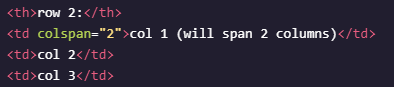 <th>row 2:</th>
<td colspan="2">col 1 (will span 2 columns)</td>
<td>col 2</td>
<td>col 3</td>